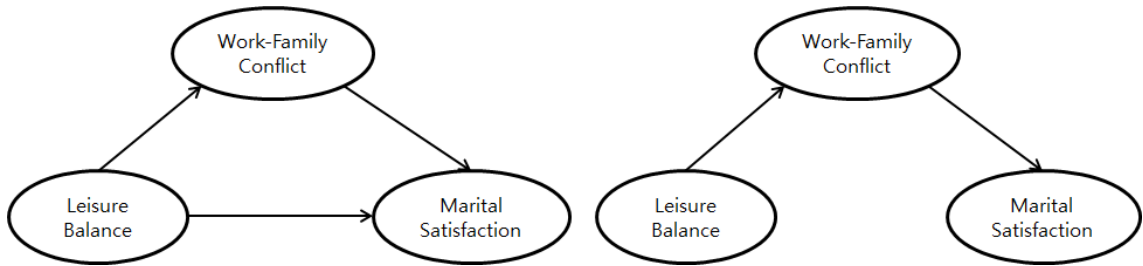 Work-Family
Conflict
Leisure
Balance
Marital
Satisfaction
Work-Family
Conflict
Leisure
Balance
Marital
Satisfaction